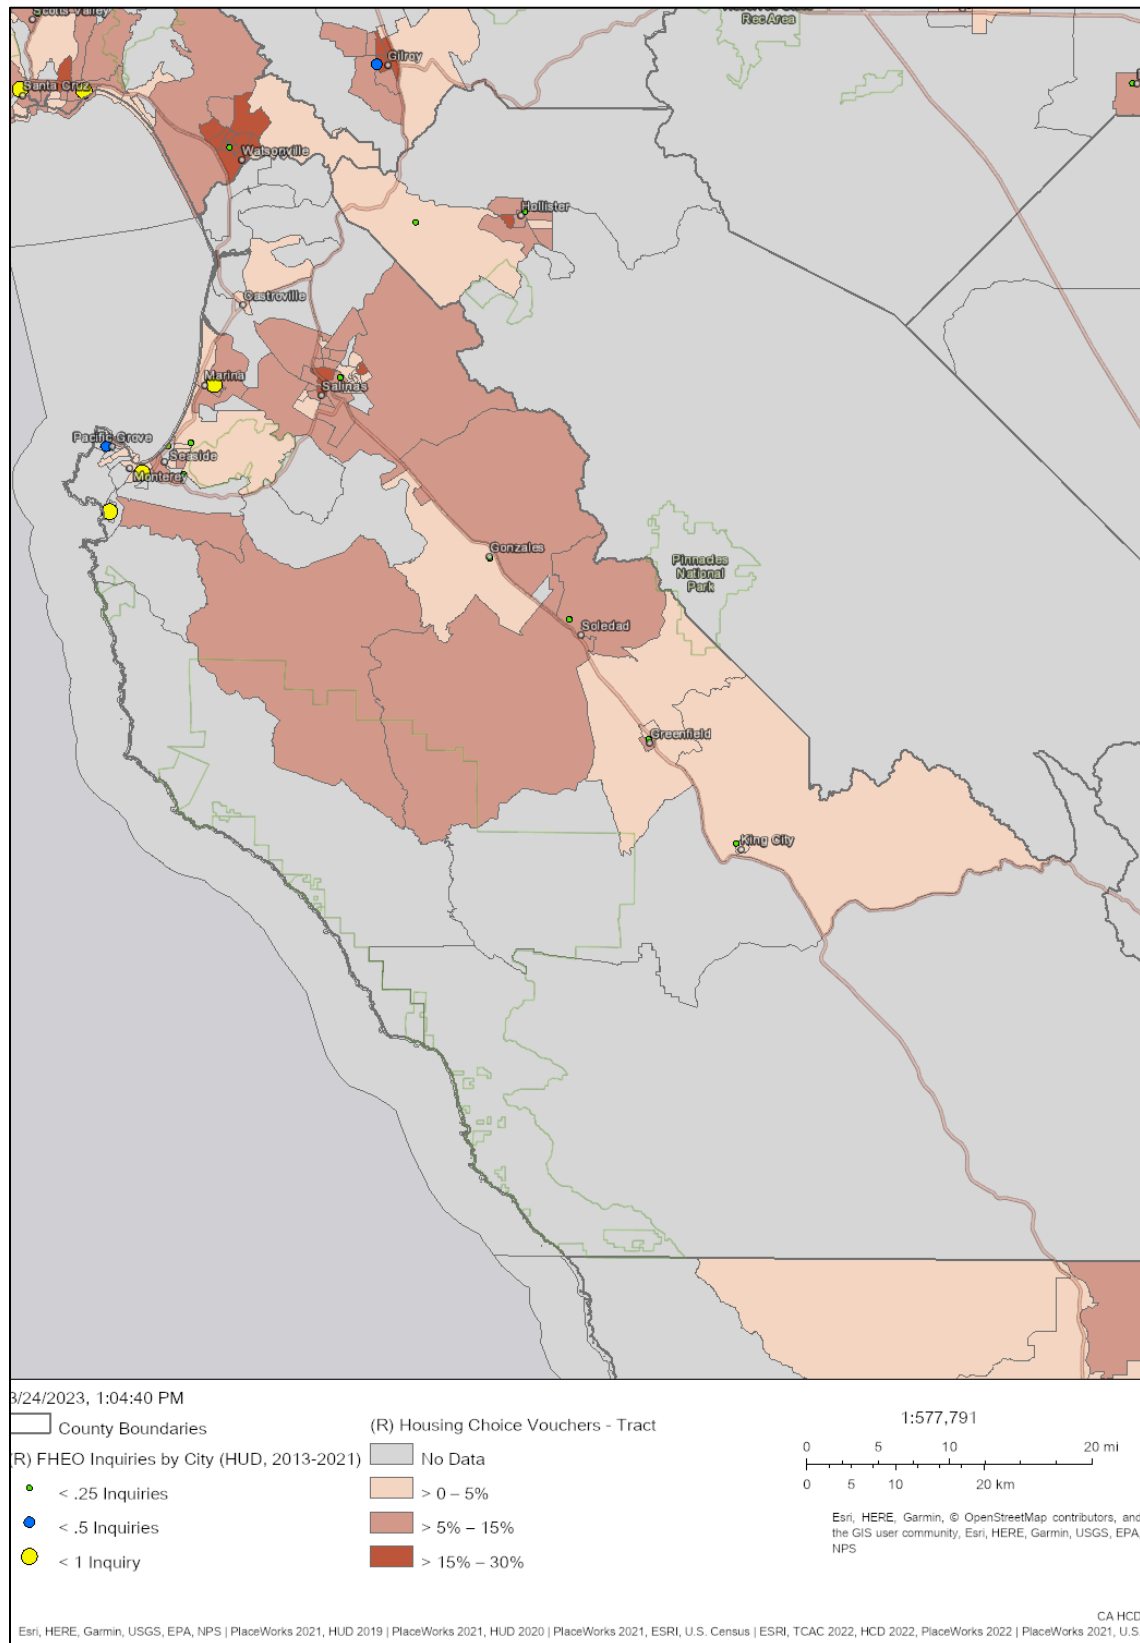 Scotts Valley
Rec Area
Gilroy
Santa Cruz
Watsonville
Hollister
Castroville
Marina
Salinas
Pacific Grove
Seaside
Monterey
Gonzales
Pinnacles
National
Park
Soledad
Greenfield
King City
3/24/2023, 1:04:40 PM
County Boundaries
(R) FHEO Inquiries by City (HUD, 2013-2021)
< .25 Inquiries
< .5 Inquiries
< 1 Inquiry
(R) Housing Choice Vouchers - Tract
No Data
> 0 – 5%
> 5% – 15%
> 15% – 30%
1:577,791
0 5 10 20 mi
0 5 10 20 km
Esri, HERE, Garmin, © OpenStreetMap contributors, and
the GIS user community, Esri, HERE, Garmin, USGS, EPA,
NPS
CA HCD
Esri, HERE, Garmin, USGS, EPA, NPS | PlaceWorks 2021, HUD 2019 | PlaceWorks 2021, HUD 2020 | PlaceWorks 2021, ESRI, U.S. Census | ESRI, TCAC 2022, HCD 2022, PlaceWorks 2022 | PlaceWorks 2021, U.S.